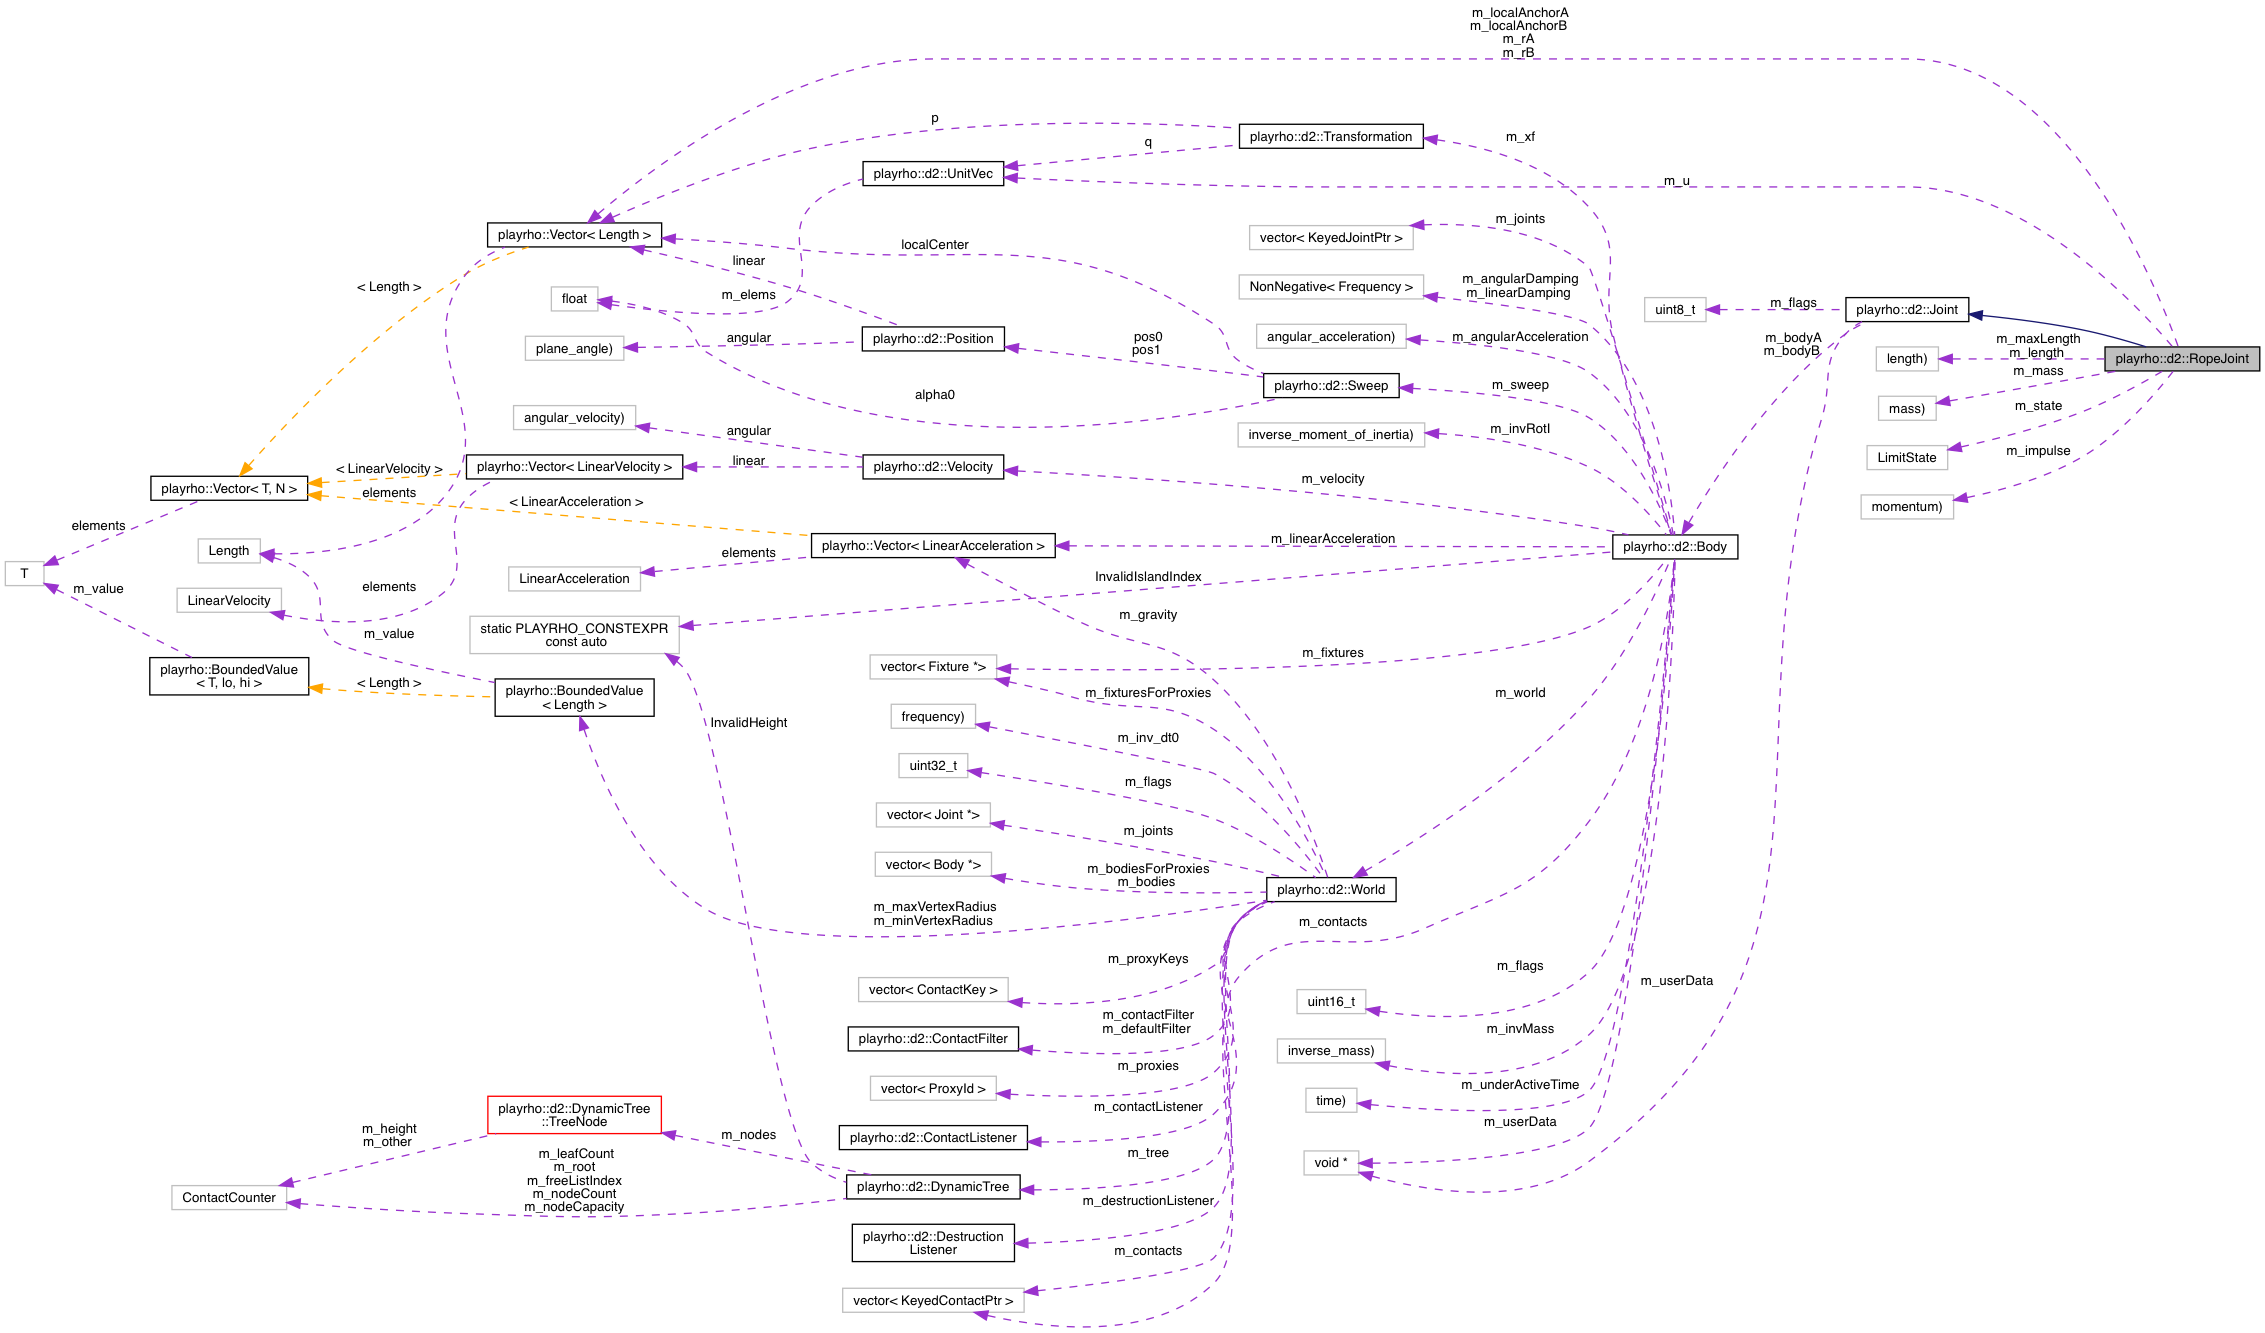 m_localAnchorA
m_localAnchorB
m_rA
m_rB
p
playrho::d2::Transformation
m_xf
q
playrho::d2::UnitVec
m_u
playrho::Vector< Length >
localCenter
vector< KeyedJointPtr >
m_joints
linear
< Length >
float
m_elems
NonNegative< Frequency >
m_angularDamping
m_linearDamping
uint8_t
m_flags
playrho::d2::Joint
plane_angle)
angular
playrho::d2::Position
pos0
pos1
angular_acceleration)
m_angularAcceleration
m_bodyA
m_bodyB
length)
m_maxLength
m_length
playrho::d2::RopeJoint
m_mass
playrho::d2::Sweep
m_sweep
alpha0
mass)
m_state
angular_velocity)
angular
inverse_moment_of_inertia)
m_invRotI
LimitState
m_impulse
< LinearVelocity >
playrho::Vector< LinearVelocity >
linear
playrho::d2::Velocity
m_velocity
playrho::Vector< T, N >
elements
< LinearAcceleration >
momentum)
elements
Length
elements
playrho::Vector< LinearAcceleration >
m_linearAcceleration
playrho::d2::Body
T
m_value
LinearAcceleration
InvalidIslandIndex
LinearVelocity
elements
m_gravity
m_value
static PLAYRHO_CONSTEXPR
const auto
playrho::BoundedValue
< T, lo, hi >
< Length >
playrho::BoundedValue
< Length >
vector< Fixture *>
m_fixtures
m_fixturesForProxies
m_world
InvalidHeight
frequency)
m_inv_dt0
uint32_t
m_flags
vector< Joint *>
m_joints
vector< Body *>
m_bodiesForProxies
m_bodies
playrho::d2::World
m_maxVertexRadius
m_minVertexRadius
m_contacts
m_proxyKeys
vector< ContactKey >
m_flags
uint16_t
m_userData
m_contactFilter
m_defaultFilter
playrho::d2::ContactFilter
m_invMass
inverse_mass)
m_proxies
vector< ProxyId >
m_underActiveTime
time)
playrho::d2::DynamicTree
::TreeNode
m_contactListener
playrho::d2::ContactListener
m_userData
void *
m_height
m_other
m_nodes
m_tree
m_leafCount
m_root
m_freeListIndex
m_nodeCount
m_nodeCapacity
ContactCounter
playrho::d2::DynamicTree
m_destructionListener
playrho::d2::Destruction
Listener
m_contacts
vector< KeyedContactPtr >